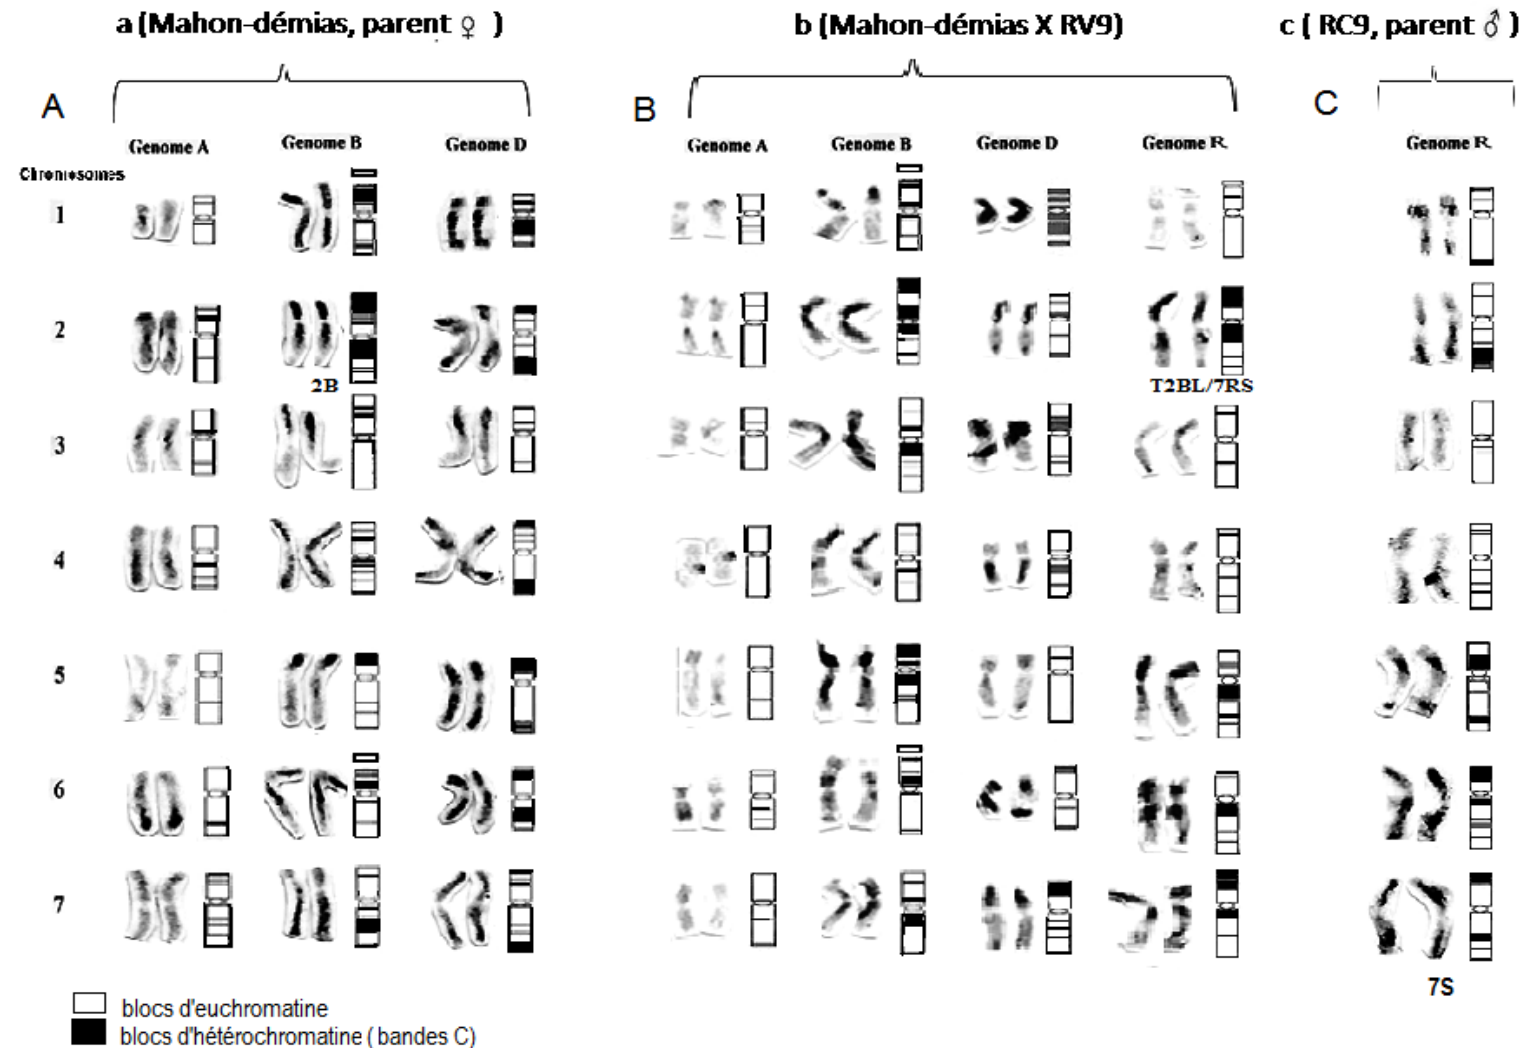 a (Mahon-démias, parent ♀ )
b (Mahon-démias X RV9)
c ( RC9, parent ♂ )
A
B
C
Genome A
Genome B
Genome D
Genome A
Genome B
Genome D
Genome R
Genome R
Chromosomes
1
2
2B
T2BL/7RS
3
4
5
6
7
7S
blocs d'euchromatine
blocs d'hétérochromatine ( bandes C)